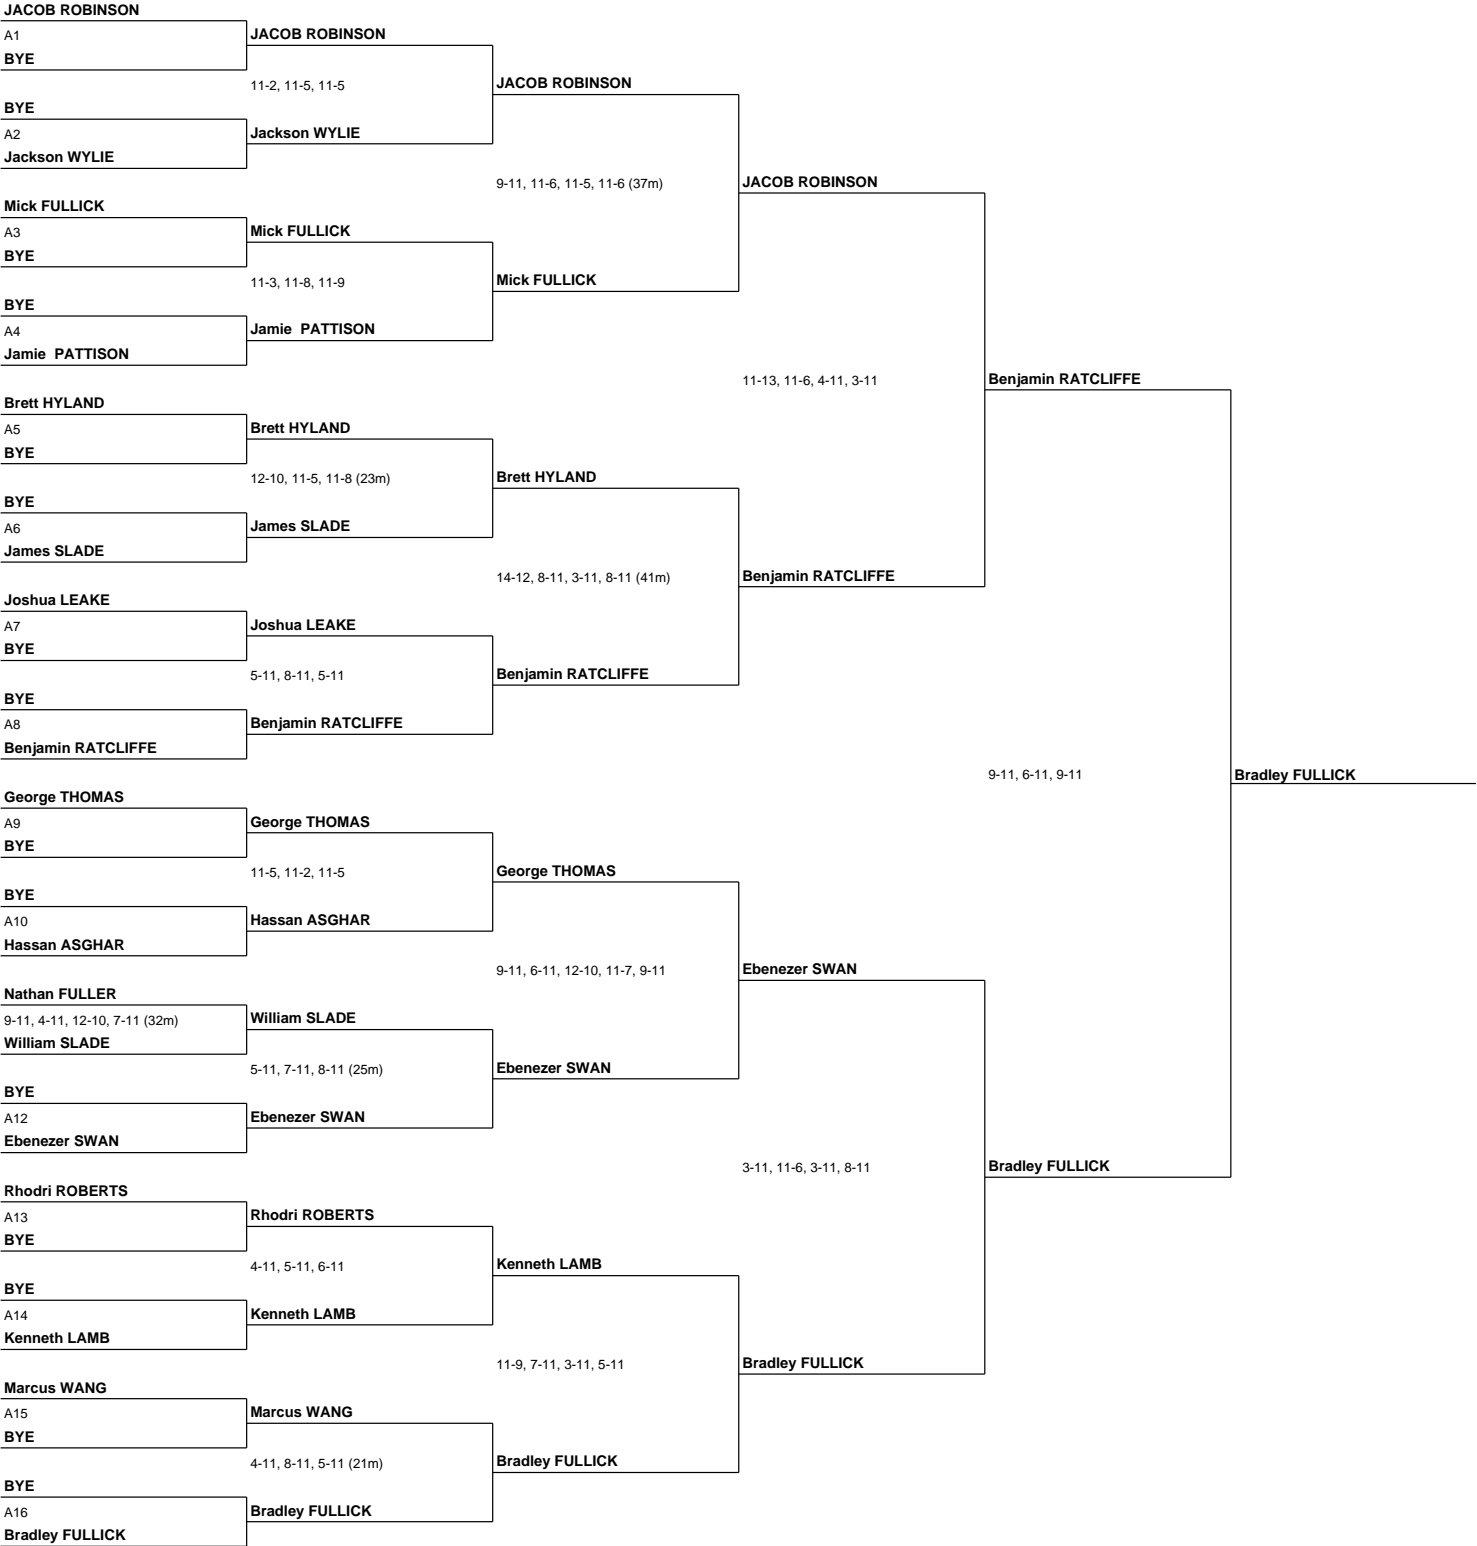 JACOB ROBINSON
A1
JACOB ROBINSON
BYE
11-2, 11-5, 11-5
JACOB ROBINSON
BYE
A2
Jackson WYLIE
Jackson WYLIE
9-11, 11-6, 11-5, 11-6 (37m)
JACOB ROBINSON
Mick FULLICK
A3
Mick FULLICK
BYE
11-3, 11-8, 11-9
Mick FULLICK
BYE
A4
Jamie  PATTISON
Jamie  PATTISON
11-13, 11-6, 4-11, 3-11
Benjamin RATCLIFFE
Brett HYLAND
A5
Brett HYLAND
BYE
12-10, 11-5, 11-8 (23m)
Brett HYLAND
BYE
A6
James SLADE
James SLADE
14-12, 8-11, 3-11, 8-11 (41m)
Benjamin RATCLIFFE
Joshua LEAKE
A7
Joshua LEAKE
BYE
5-11, 8-11, 5-11
Benjamin RATCLIFFE
BYE
A8
Benjamin RATCLIFFE
Benjamin RATCLIFFE
9-11, 6-11, 9-11
Bradley FULLICK
George THOMAS
A9
George THOMAS
BYE
11-5, 11-2, 11-5
George THOMAS
BYE
A10
Hassan ASGHAR
Hassan ASGHAR
9-11, 6-11, 12-10, 11-7, 9-11
Ebenezer SWAN
Nathan FULLER
9-11, 4-11, 12-10, 7-11 (32m)
William SLADE
William SLADE
5-11, 7-11, 8-11 (25m)
Ebenezer SWAN
BYE
A12
Ebenezer SWAN
Ebenezer SWAN
3-11, 11-6, 3-11, 8-11
Bradley FULLICK
Rhodri ROBERTS
A13
Rhodri ROBERTS
BYE
4-11, 5-11, 6-11
Kenneth LAMB
BYE
A14
Kenneth LAMB
Kenneth LAMB
11-9, 7-11, 3-11, 5-11
Bradley FULLICK
Marcus WANG
A15
Marcus WANG
BYE
4-11, 8-11, 5-11 (21m)
Bradley FULLICK
BYE
A16
Bradley FULLICK
Bradley FULLICK